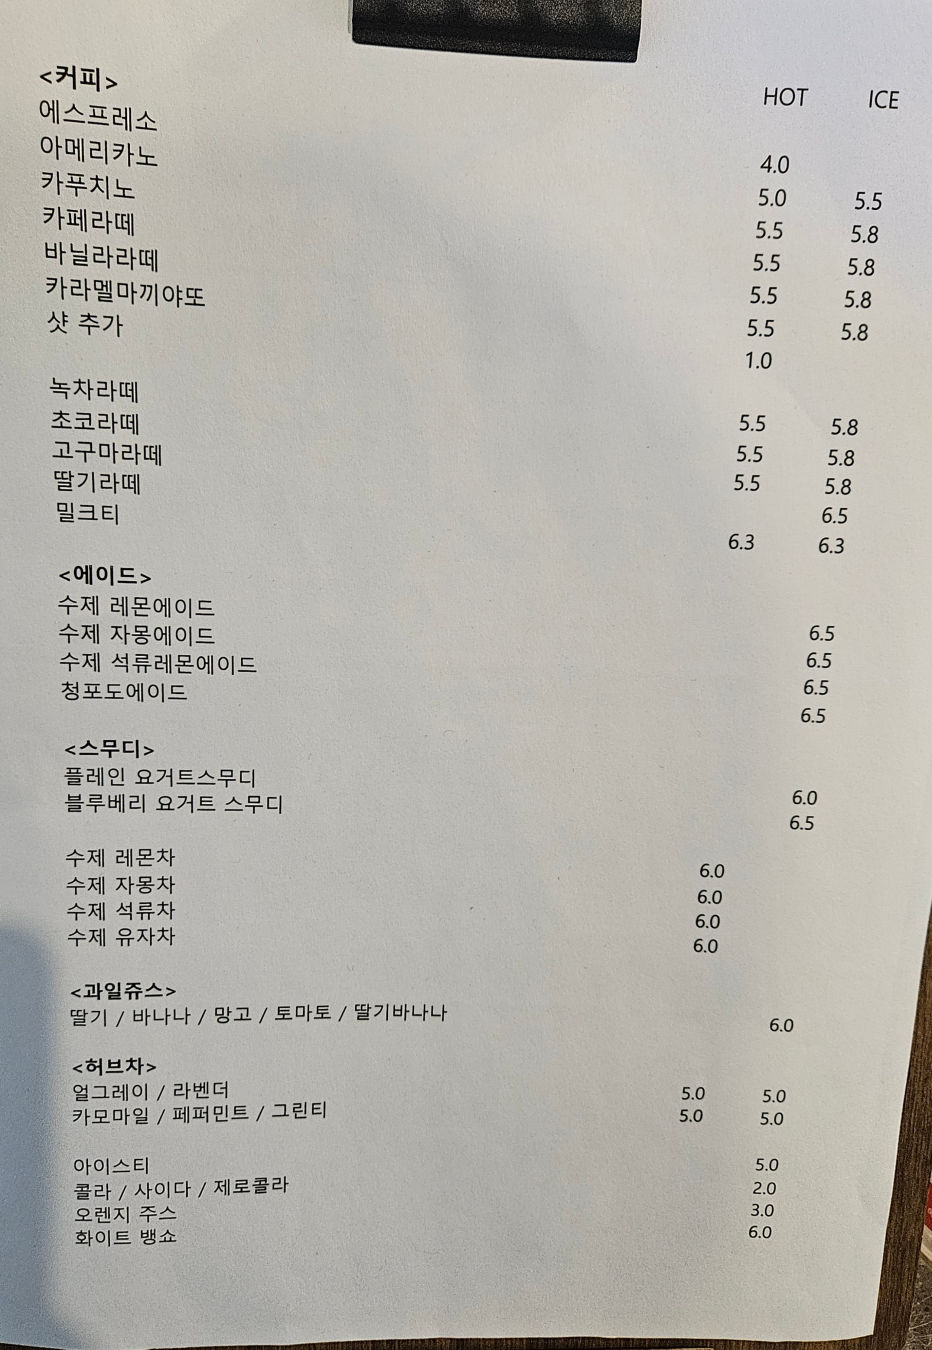 <커피> HOT ICE
에스프레소 4.0
아메리카노 5.0 5.5
카푸치노 5.5 5.8
카페라떼 5.5 5.8
바닐라라떼 5.5 5.8
카라멜마끼야또 5.5 5.8
샷 추가 1.0
녹차라떼 5.5 5.8
초코라떼 5.5 5.8
고구마라떼 5.5 5.8
딸기라떼 6.5
밀크티 6.3 6.3
<에이드>
수제 레몬에이드 6.5
수제 자몽에이드 6.5
수제 석류레몬에이드 6.5
청포도에이드 6.5
<스무디>
플레인 요거트스무디 6.0
블루베리 요거트 스무디 6.5
수제 레몬차 6.0
수제 자몽차 6.0
수제 석류차 6.0
수제 유자차 6.0
<과일쥬스>
딸기 / 바나나 / 망고 / 토마토 / 딸기바나나 6.0
<허브차>
얼그레이 / 라벤더 5.0 5.0
카모마일 / 페퍼민트 / 그린티 5.0 5.0
아이스티 5.0
콜라 / 사이다 / 제로콜라 2.0
오렌지 주스 3.0
화이트 뱅쇼 6.0